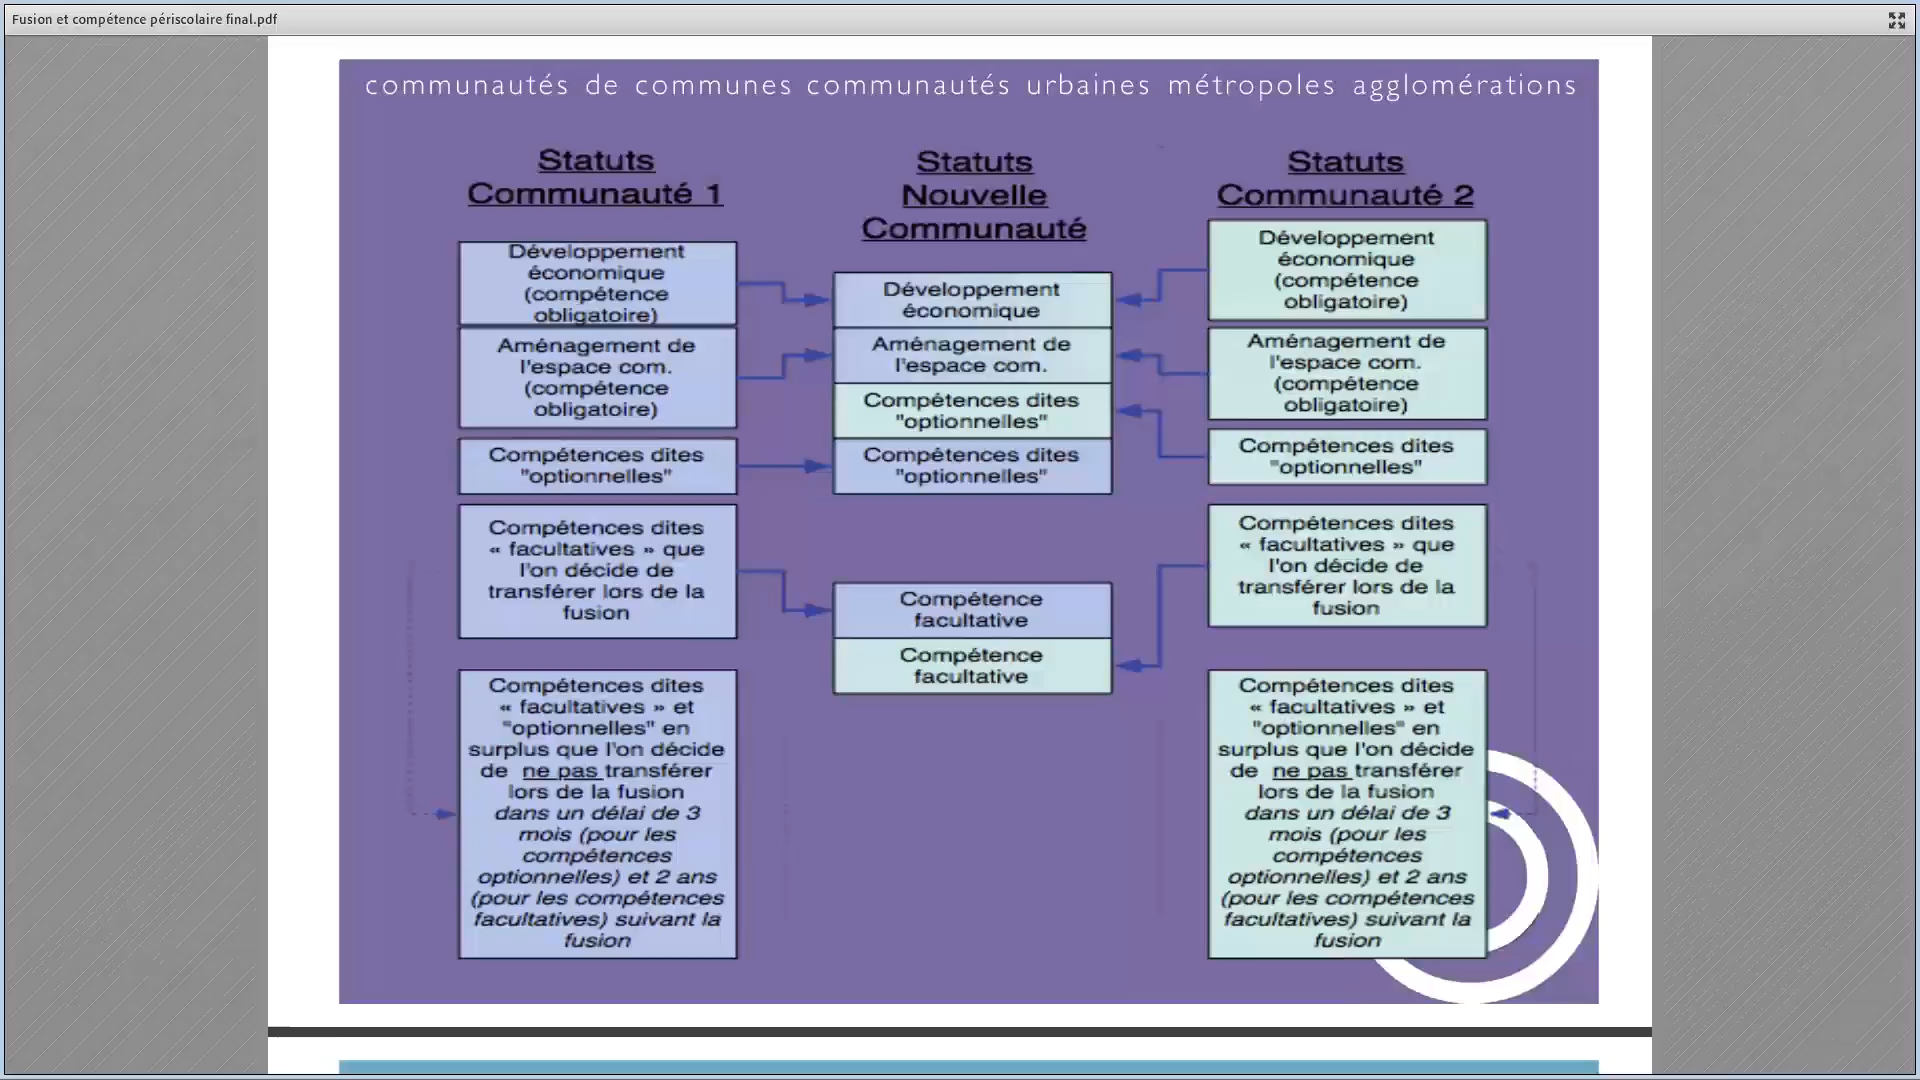 Fusion et compétence périscolaire final.pdf
communautés de communes communautés urbaines métropoles agglomérations
Statuts
Communauté 1
Développement
économique
(compétence
obligatoire)
Aménagement de
l'espace com.
(compétence
obligatoire)
Compétences dites
"optionnelles"
Compétences dites
« facultatives » que
l'on décide de
transférer lors de la
fusion
Compétences dites
« facultatives » et
"optionnelles" en
surplus que l'on décide
de ne pas transférer
lors de la fusion
dans un délai de 3
mois (pour les
compétences
optionnelles) et 2 ans
(pour les compétences
facultatives) suivant la
fusion
Statuts
Nouvelle
Communauté
Développement
économique
Aménagement de
l'espace com.
Compétences dites
"optionnelles"
Compétences dites
"optionnelles"
Compétence
facultative
Compétence
facultative
Statuts
Communauté 2
Développement
économique
(compétence
obligatoire)
Aménagement de
l'espace com.
(compétence
obligatoire)
Compétences dites
"optionnelles"
Compétences dites
« facultatives » que
l'on décide de
transférer lors de la
fusion
Compétences dites
« facultatives » et
"optionnelles" en
surplus que l'on décide
de ne pas transférer
lors de la fusion
dans un délai de 3
mois (pour les
compétences
optionnelles) et 2 ans
(pour les compétences
facultatives) suivant la
fusion